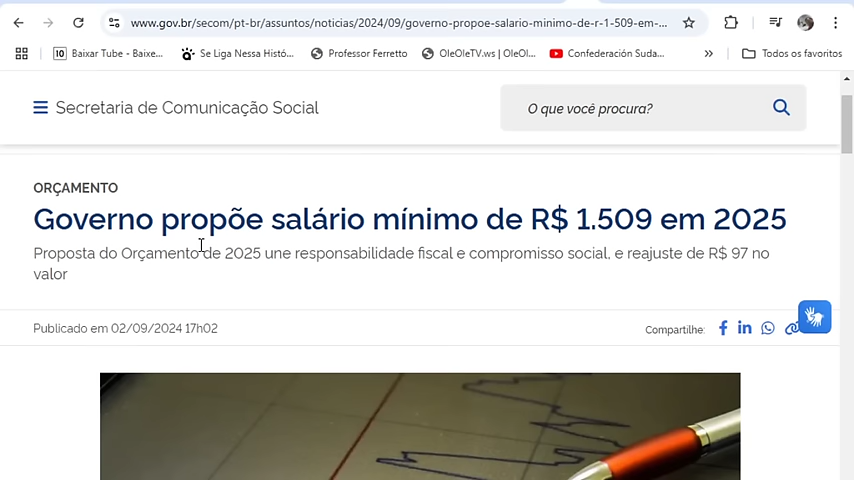 www.gov.br/secom/pt-br/assuntos/noticias/2024/09/governo-propoe-salario-minimo-de-r-1-509-em-...
10 Baixar Tube - Baixe...
Se Liga Nessa Histó...
Professor Ferretto
OleOleTV.ws | OleOl...
Confederación Suda...
»
Todos os favoritos
Secretaria de Comunicação Social
O que você procura?
ORÇAMENTO
Governo propõe salário mínimo de R$ 1.509 em 2025
Proposta do Orçamento de 2025 une responsabilidade fiscal e compromisso social, e reajuste de R$ 97 no
valor
Publicado em 02/09/2024 17h02
Compartilhe: